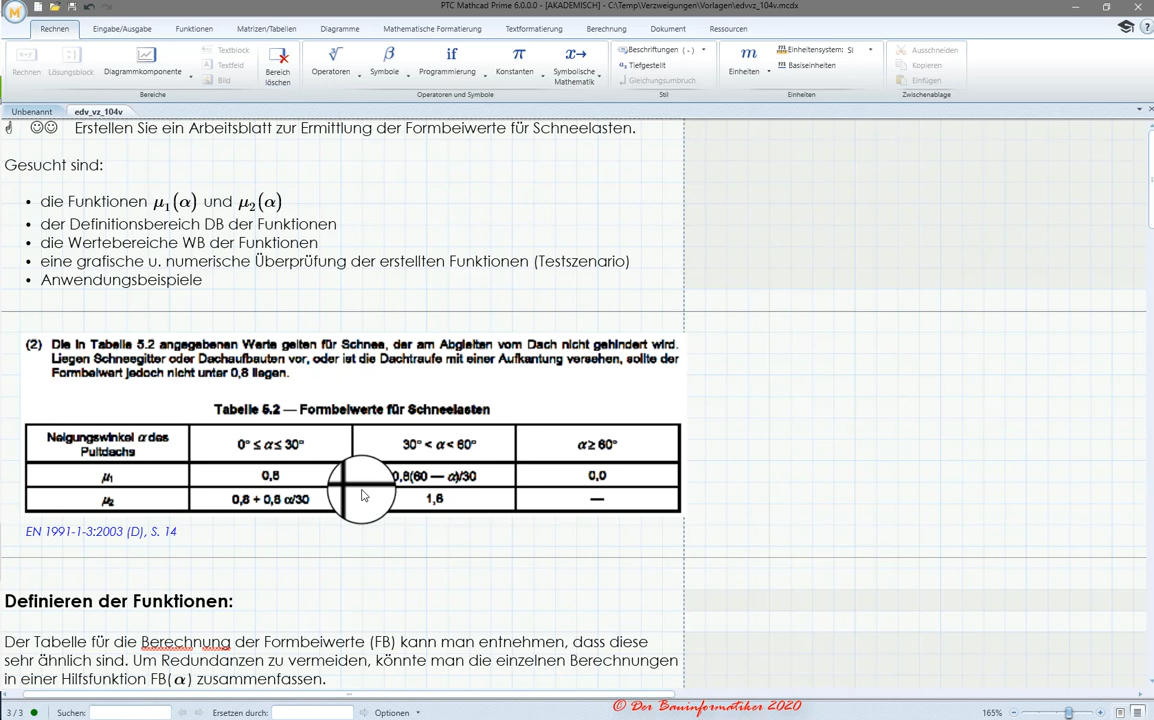 PTC Mathcad Prime 6.0.0.0 - [AKADEMISCH] - C:\Temp\Verzweigungen\Vorlagen\edvvz_104v.mcdx
Rechnen Eingabe/Ausgabe Funktionen Matrizen/Tabellen Diagramme Mathematische Formatierung Textformatierung Berechnung Dokument Ressourcen
Rechnen Lösungsblock Diagrammkomponente Textblock Textfeld Bild Bereich löschen Operatoren Symbole Programmierung Konstanten Symbolische Mathematik Beschriftungen ( - ) Tiefgestellt Gleichungsumbruch Einheiten Einheitensystem: SI Basiseinheiten Ausschneiden Kopieren Einfügen
Bereiche Operatoren und Symbole Stil Einheiten Zwischenablage
Unbenannt edv_vz_104v
Erstellen Sie ein Arbeitsblatt zur Ermittlung der Formbeiwerte für Schneelasten.
Gesucht sind:
• die Funktionen μ₁(α) und μ₂(α)
• der Definitionsbereich DB der Funktionen
• die Wertebereiche WB der Funktionen
• eine grafische u. numerische Überprüfung der erstellten Funktionen (Testszenario)
• Anwendungsbeispiele
(2) Die in Tabelle 5.2 angegebenen Werte gelten für Schnee, der am Abgleiten vom Dach nicht gehindert wird.
Liegen Schneegitter oder Dachaufbauten vor, oder ist die Dachtraufe mit einer Aufkantung versehen, sollte der
Formbeiwert jedoch nicht unter 0,8 liegen.
Tabelle 5.2 — Formbeiwerte für Schneelasten
Neigungswinkel α des Pultdachs 0° ≤ α ≤ 30° 30° < α < 60° α ≥ 60°
μ₁ 0,8 0,8(60 — α)/30 0,0
μ₂ 0,8 + 0,8 α/30 1,6 —
EN 1991-1-3:2003 (D), S. 14
Definieren der Funktionen:
Der Tabelle für die Berechnung der Formbeiwerte (FB) kann man entnehmen, dass diese
sehr ähnlich sind. Um Redundanzen zu vermeiden, könnte man die einzelnen Berechnungen
in einer Hilfsfunktion FB(α) zusammenfassen.
3 / 3 Suchen: Ersetzen durch: Optionen 165%
© Der Bauinformatiker 2020